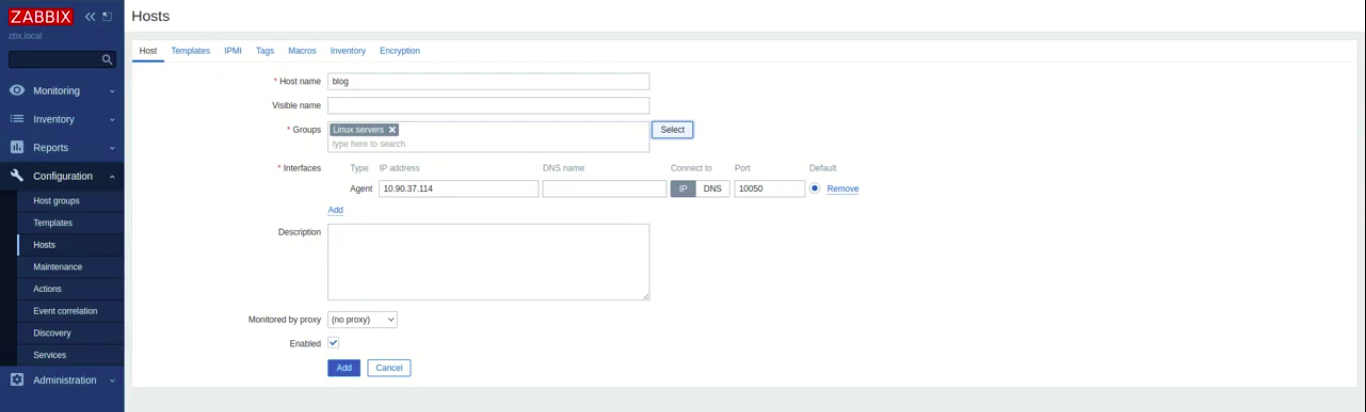 ZABBIX
zbx.local
Monitoring
Inventory
Reports
Configuration
Host groups
Templates
Hosts
Maintenance
Actions
Event correlation
Discovery
Services
Administration
Hosts
Host Templates IPMI Tags Macros Inventory Encryption
* Host name blog
Visible name
* Groups Linux servers Select
type here to search
* Interfaces Type IP address DNS name Connect to Port Default
Agent 10.90.37.114 IP DNS 10050 Remove
Add
Description
Monitored by proxy (no proxy)
Enabled
Add Cancel